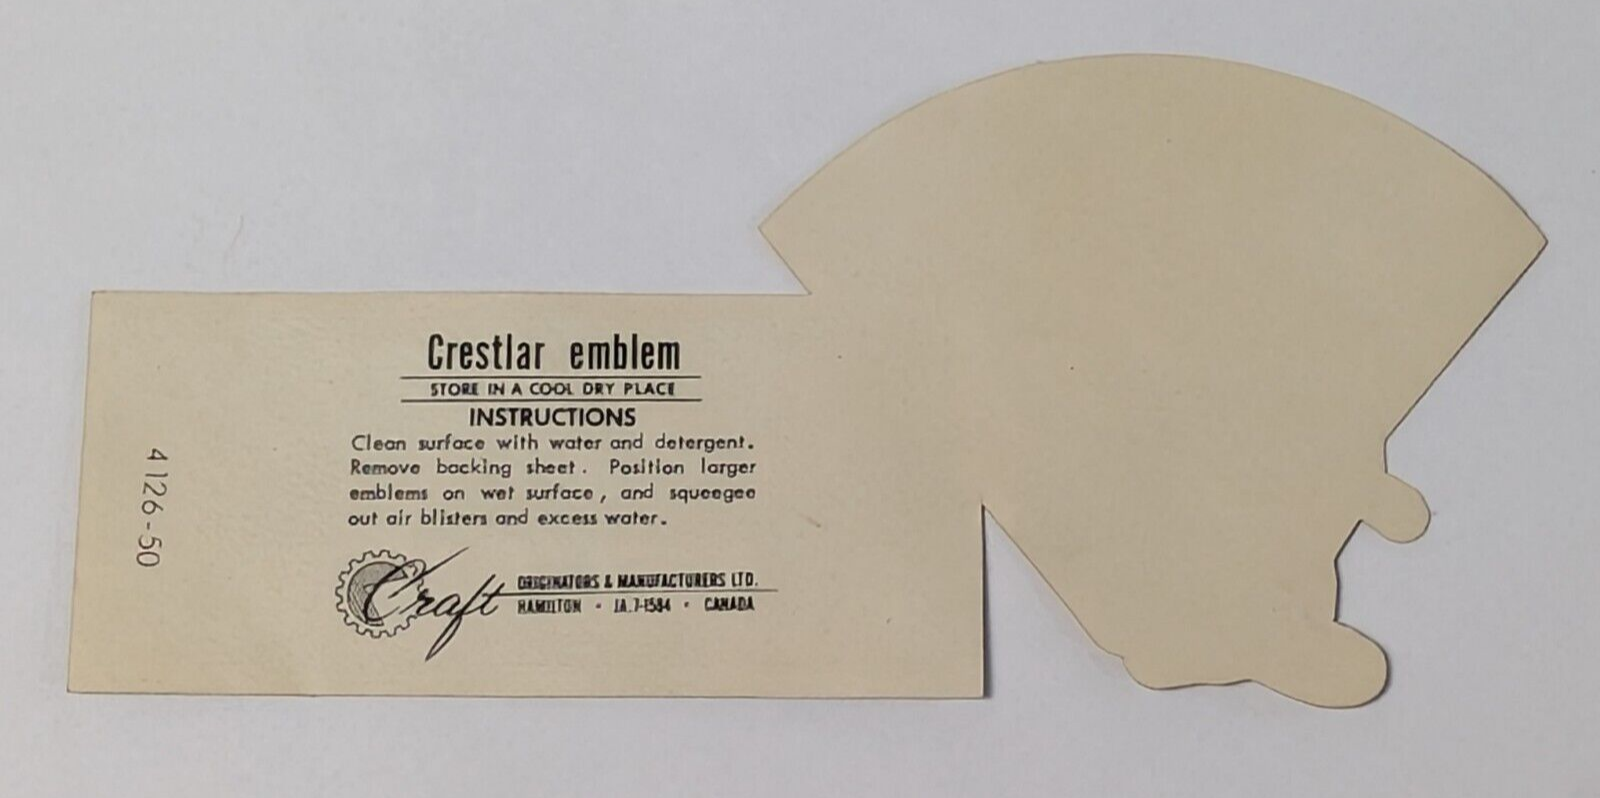 Crestlar emblem
STORE IN A COOL DRY PLACE
INSTRUCTIONS
Clean surface with water and detergent.
Remove backing sheet. Position larger
emblems on wet surface, and squeegee
out air blisters and excess water.
Craft ORIGINATORS & MANUFACTURERS LTD.
HAMILTON • JA.7-1584 • CANADA
4126-50